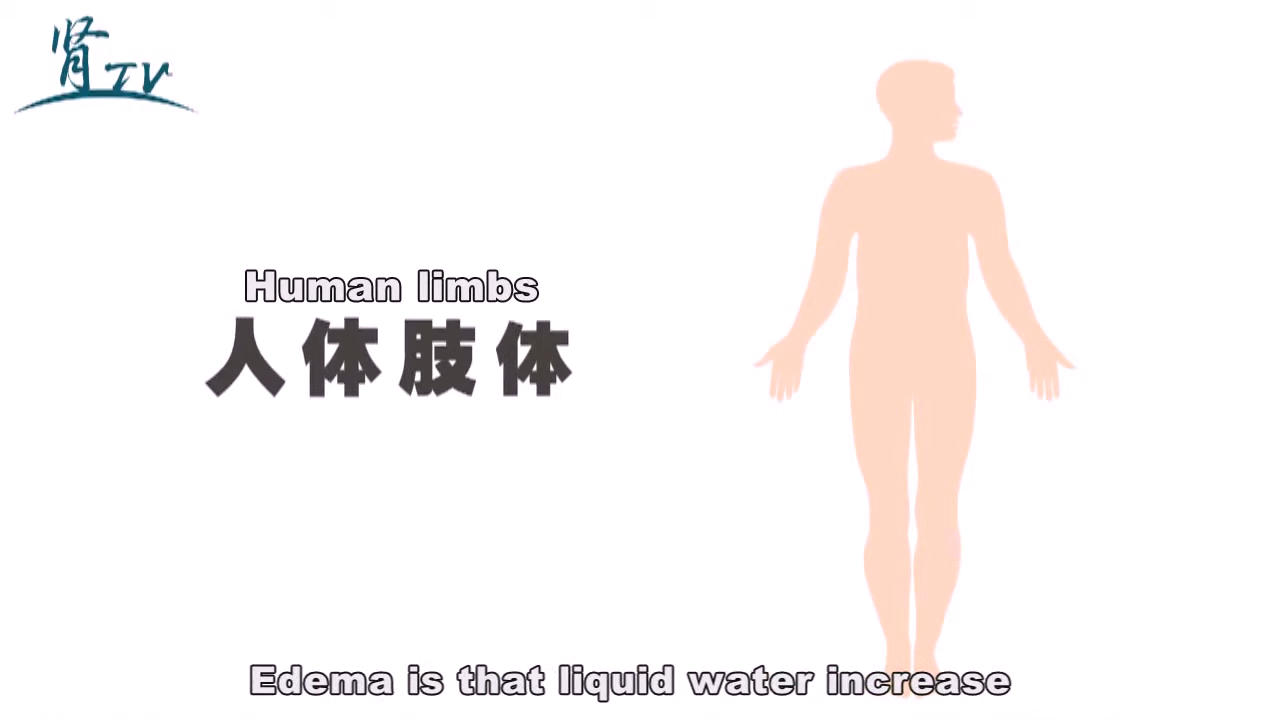 肾TV
Human limbs
人体肢体
Edema is that liquid water increase